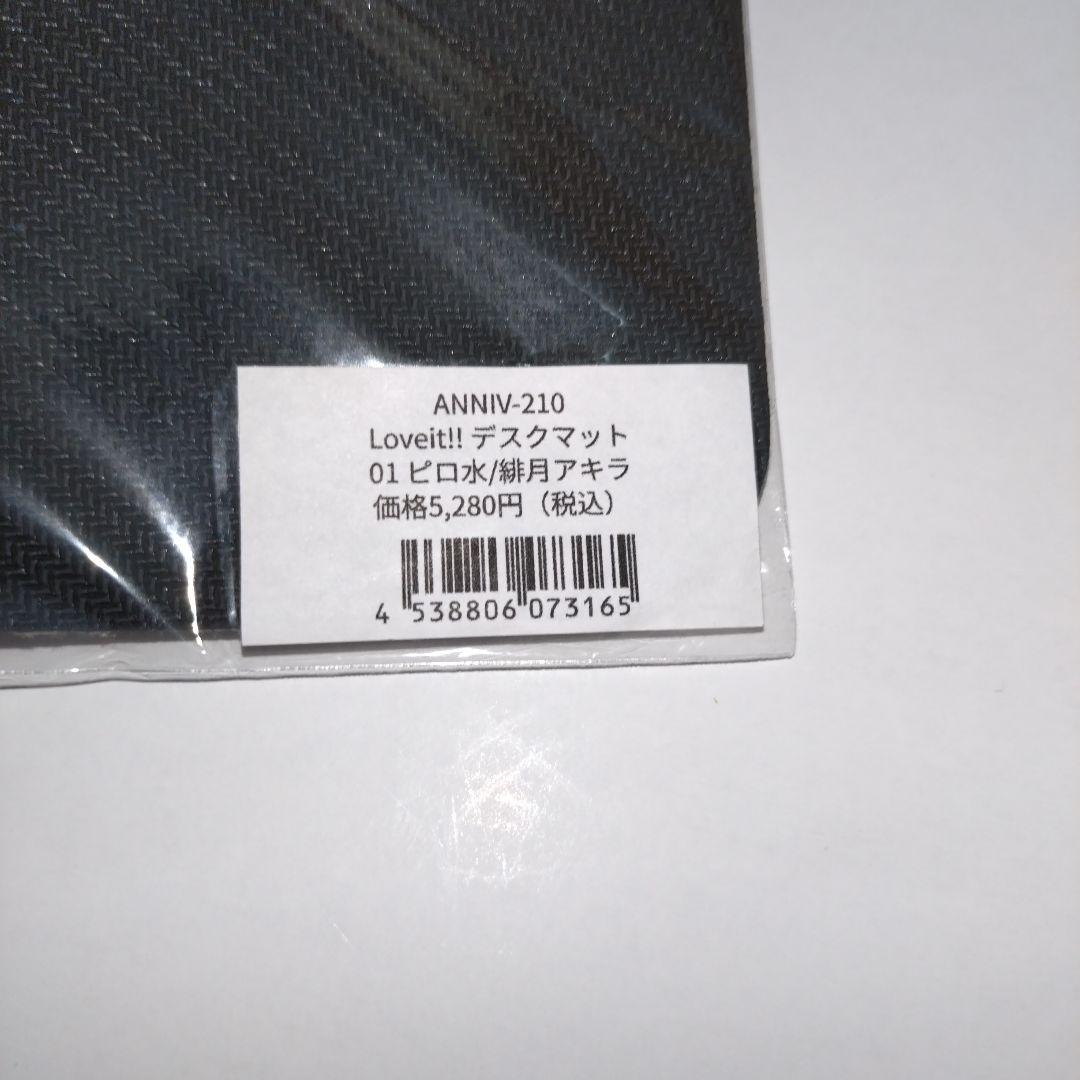 ANNIV-210
Loveit!! デスクマット
01 ピロ水/緋月アキラ
価格5,280円（税込）
4 538806 073165